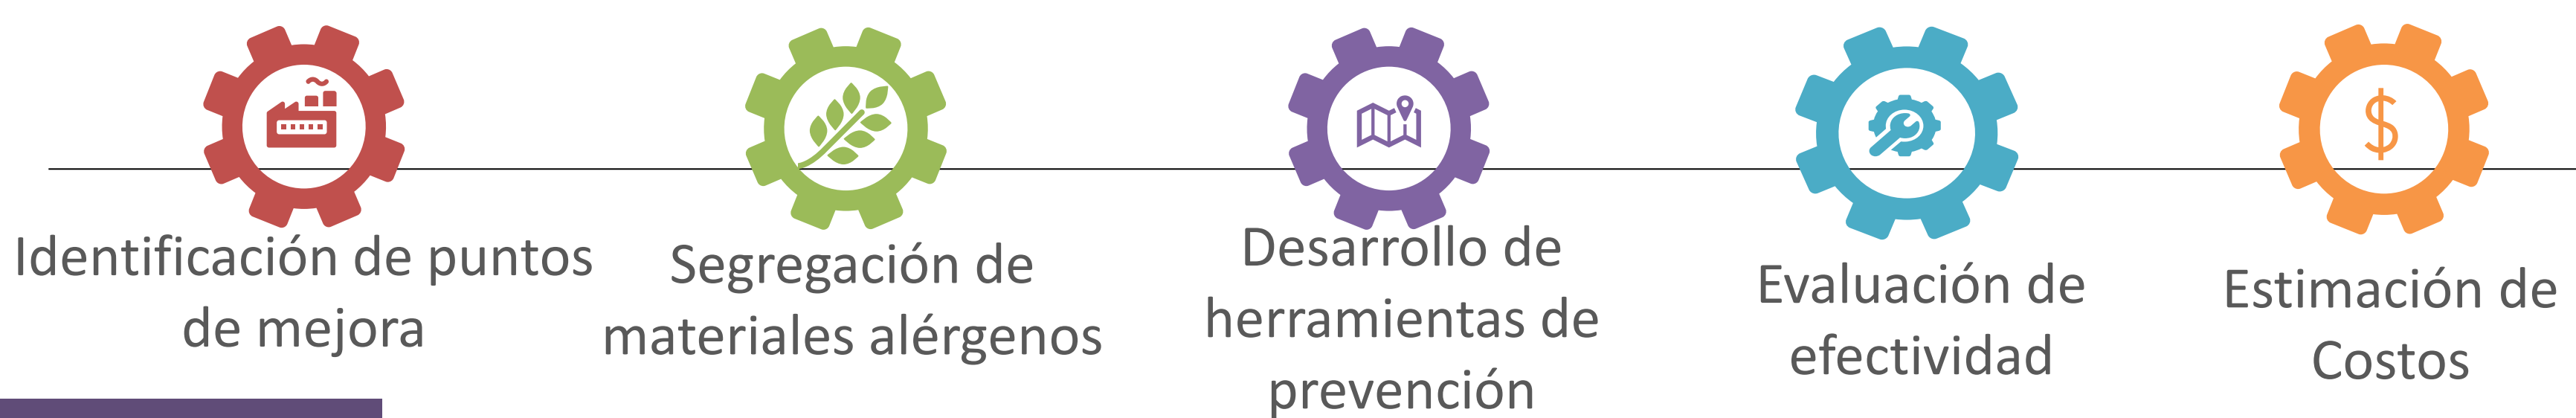 Identificación de puntos
de mejora
Segregación de
materiales alérgenos
Desarrollo de
herramientas de
prevención
Evaluación de
efectividad
Estimación de
Costos